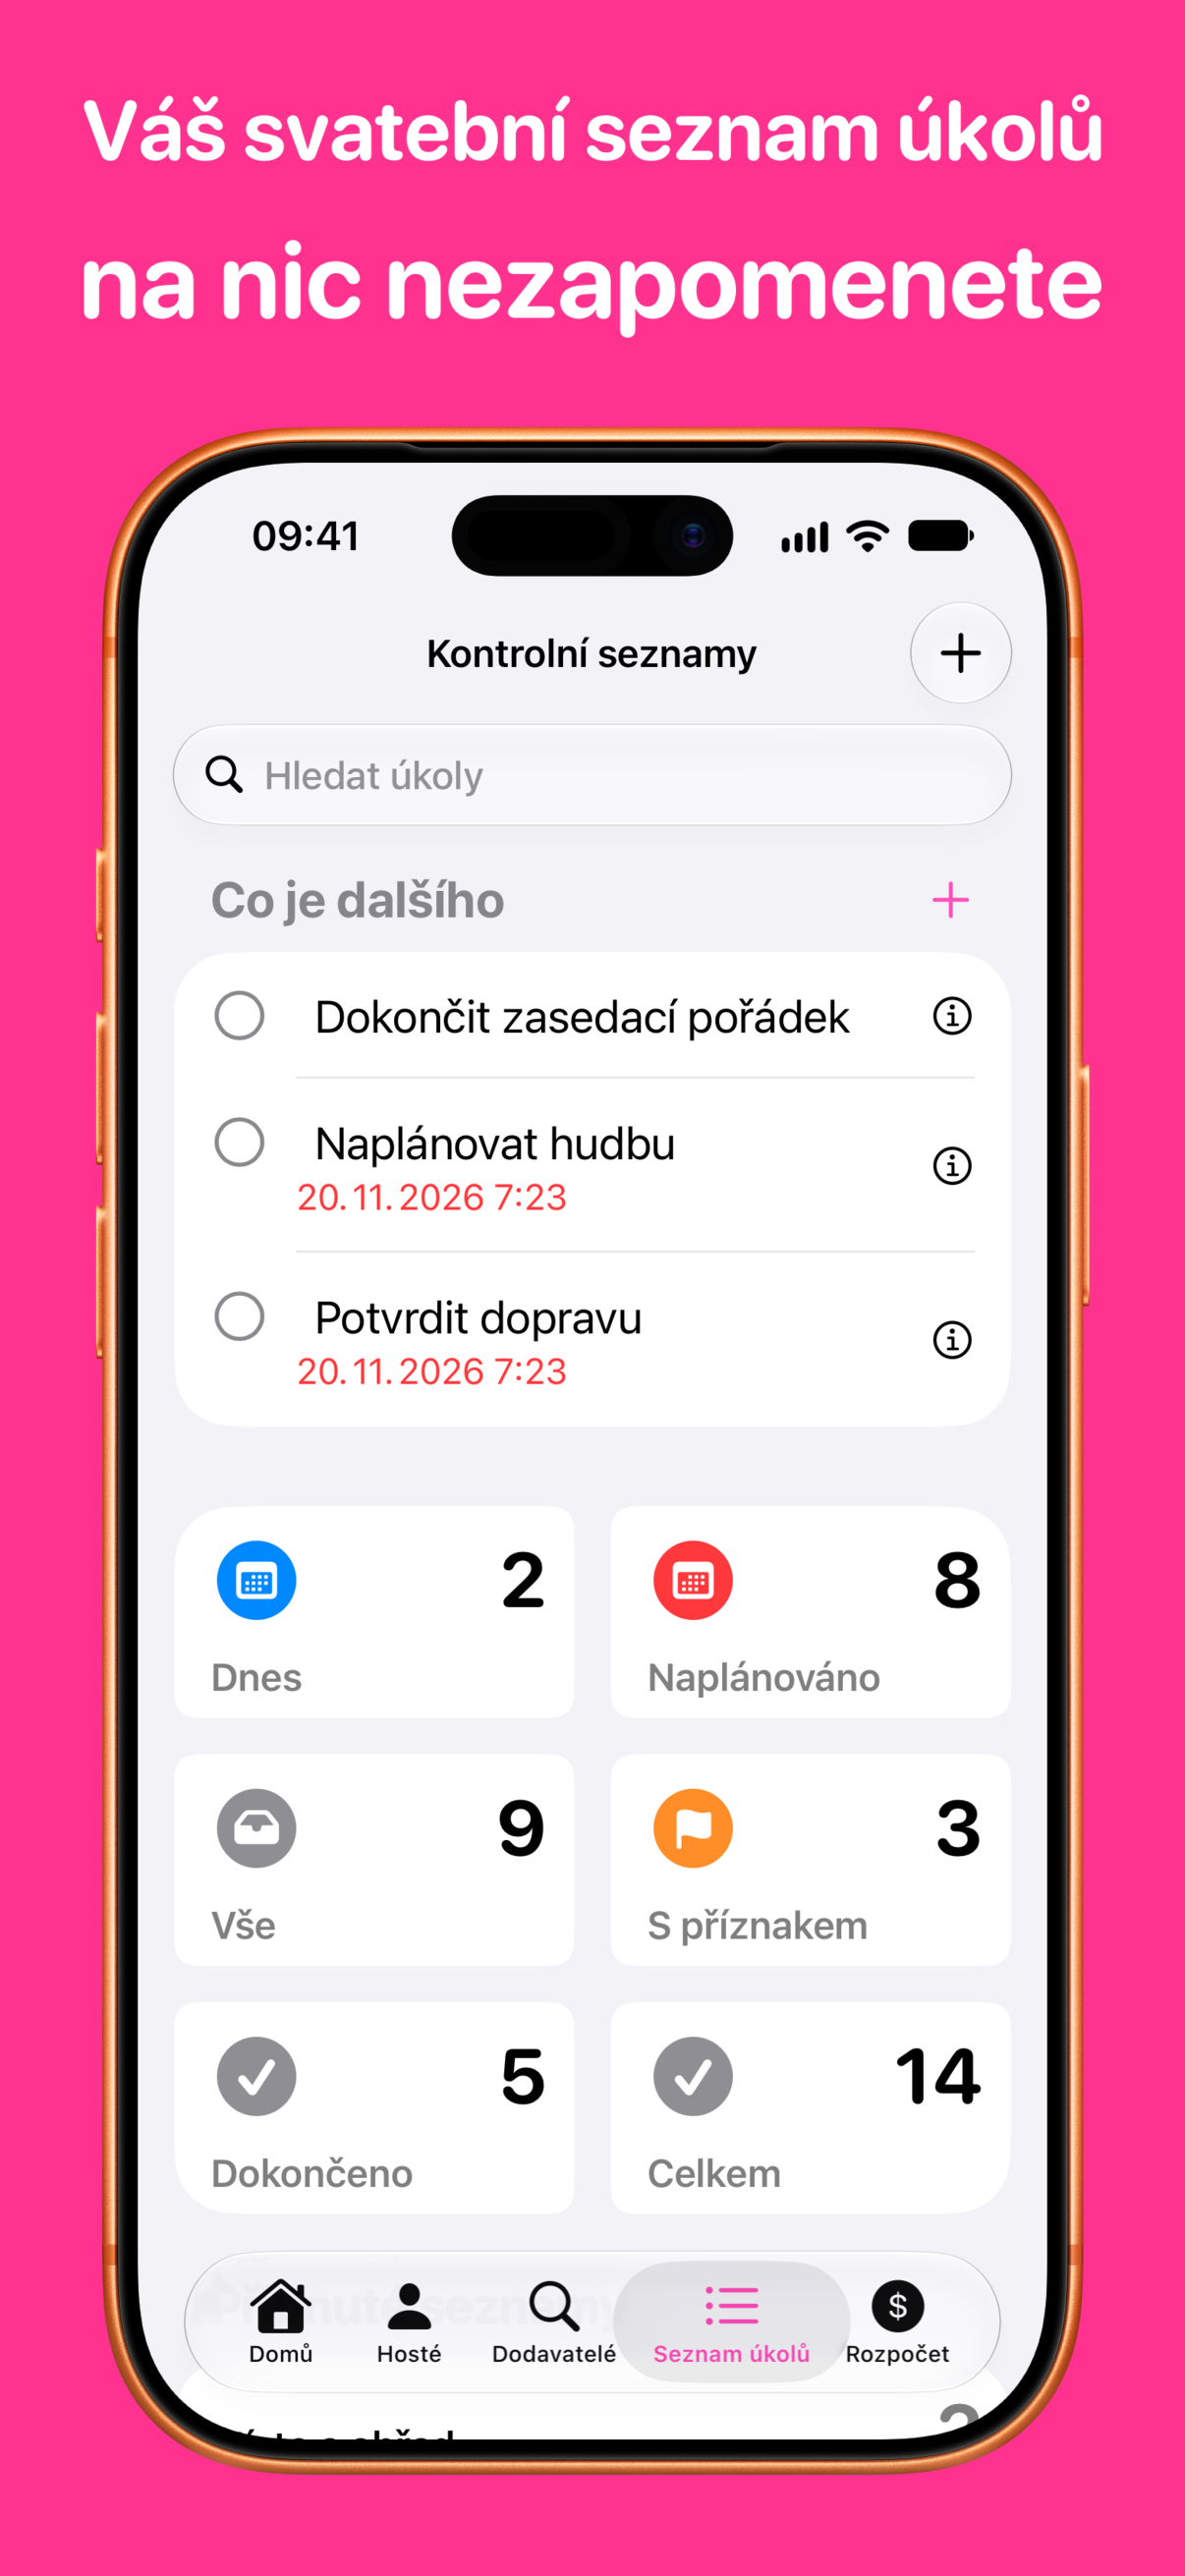 Váš svatební seznam úkolů
na nic nezapomenete
09:41
Kontrolní seznamy
Hledat úkoly
Co je dalšího
Dokončit zasedací pořádek
Naplánovat hudbu
20. 11. 2026 7:23
Potvrdit dopravu
20. 11. 2026 7:23
2
8
Dnes
Naplánováno
9
3
Vše
S příznakem
5
14
Dokončeno
Celkem
$
Domů
Hosté
Dodavatelé
Seznam úkolů
Rozpočet